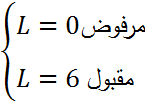 L = 0 مرفوض
L = 6 مقبول